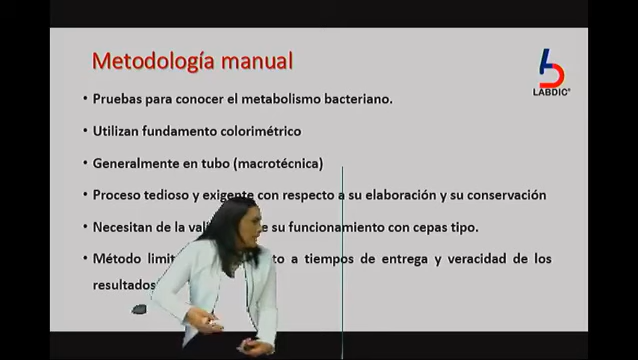 Metodología manual
LABDIC
Pruebas para conocer el metabolismo bacteriano.
Utilizan fundamento colorimétrico
Generalmente en tubo (macrotécnica)
Proceso tedioso y exigente con respecto a su elaboración y su conservación
Necesitan de la su funcionamiento con cepas tipo.
Método a tiempos de entrega y veracidad de los
resultados